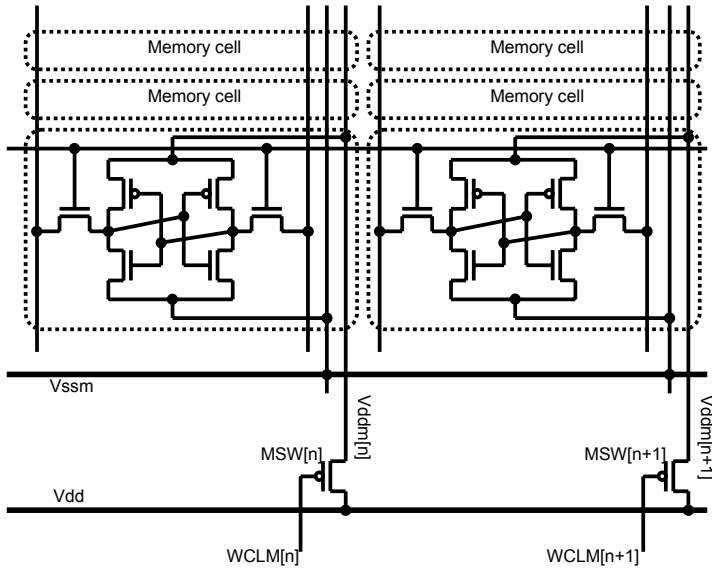 Memory cell
Memory cell
Memory cell
Memory cell
Vssm
Vddm[n]
Vddm[n+1]
MSW[n]
MSW[n+1]
Vdd
WCLM[n]
WCLM[n+1]